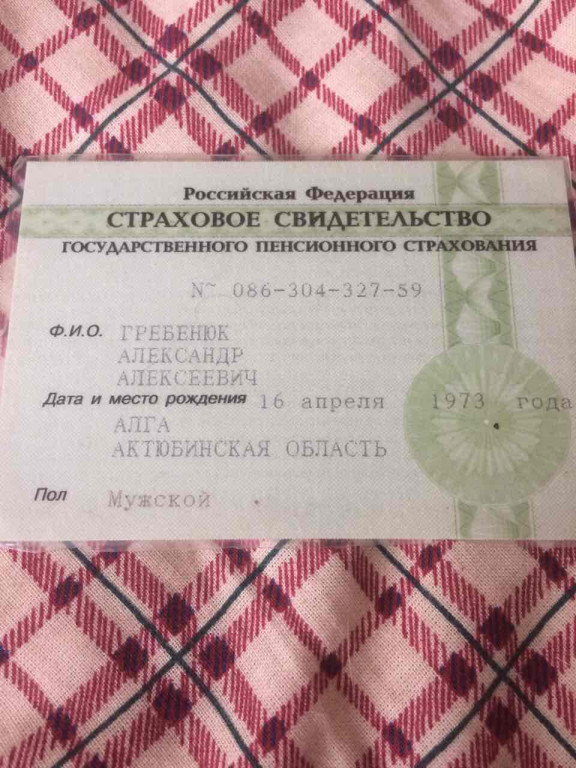 Российская Федерация
СТРАХОВОЕ СВИДЕТЕЛЬСТВО
ГОСУДАРСТВЕННОГО ПЕНСИОННОГО СТРАХОВАНИЯ
N~ 086-304-327-59
Ф.И.О. ГРЕБЕНЮК
АЛЕКСАНДР
АЛЕКСЕЕВИЧ
Дата и место рождения 16 апреля 1973 года
АЛГА
АКТЮБИНСКАЯ ОБЛАСТЬ
Пол Мужской